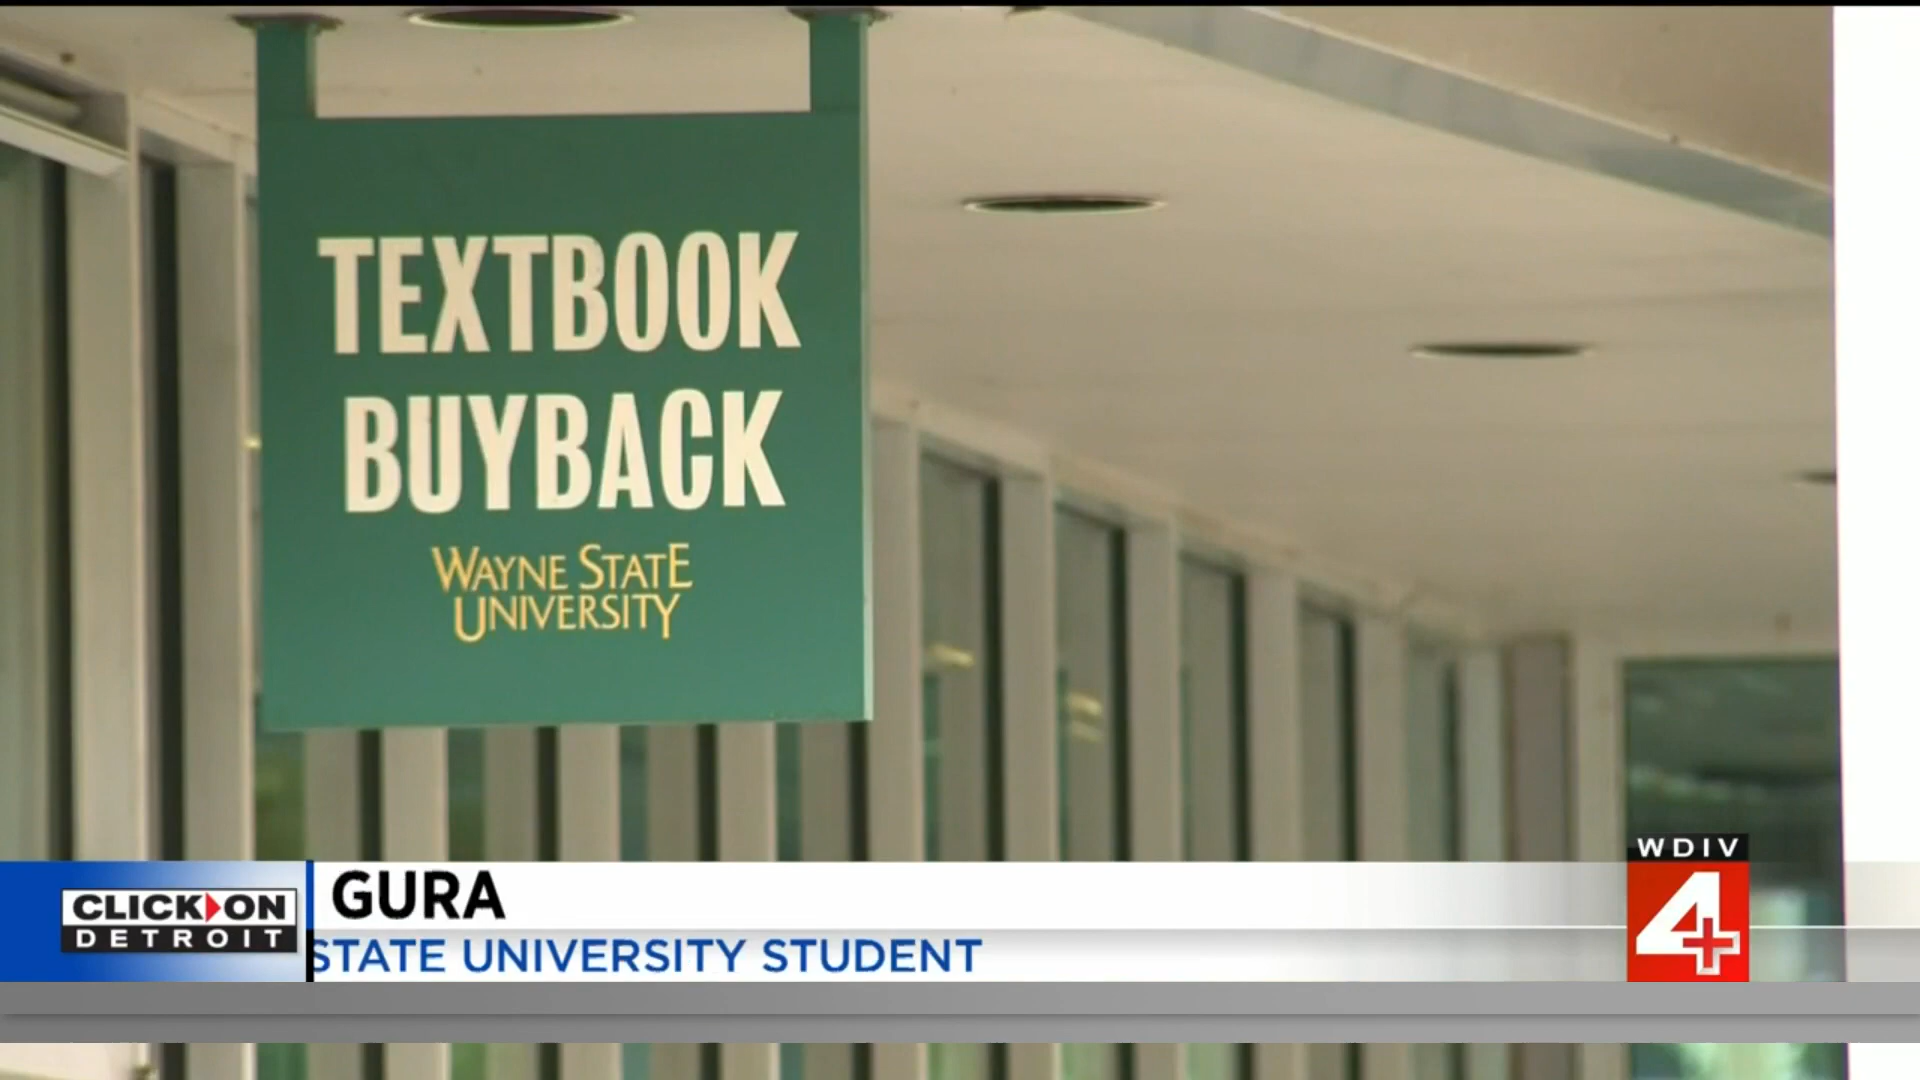 TEXTBOOK
BUYBACK
WAYNE STATE
UNIVERSITY
WDIV
4
CLICK ON
DETROIT
GURA
STATE UNIVERSITY STUDENT